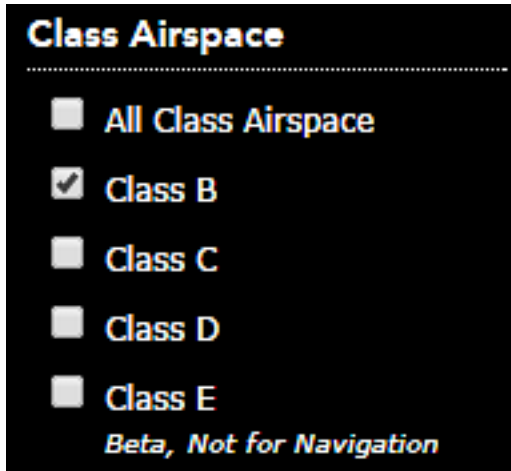 Class Airspace
All Class Airspace
Class B
Class C
Class D
Class E
Beta, Not for Navigation